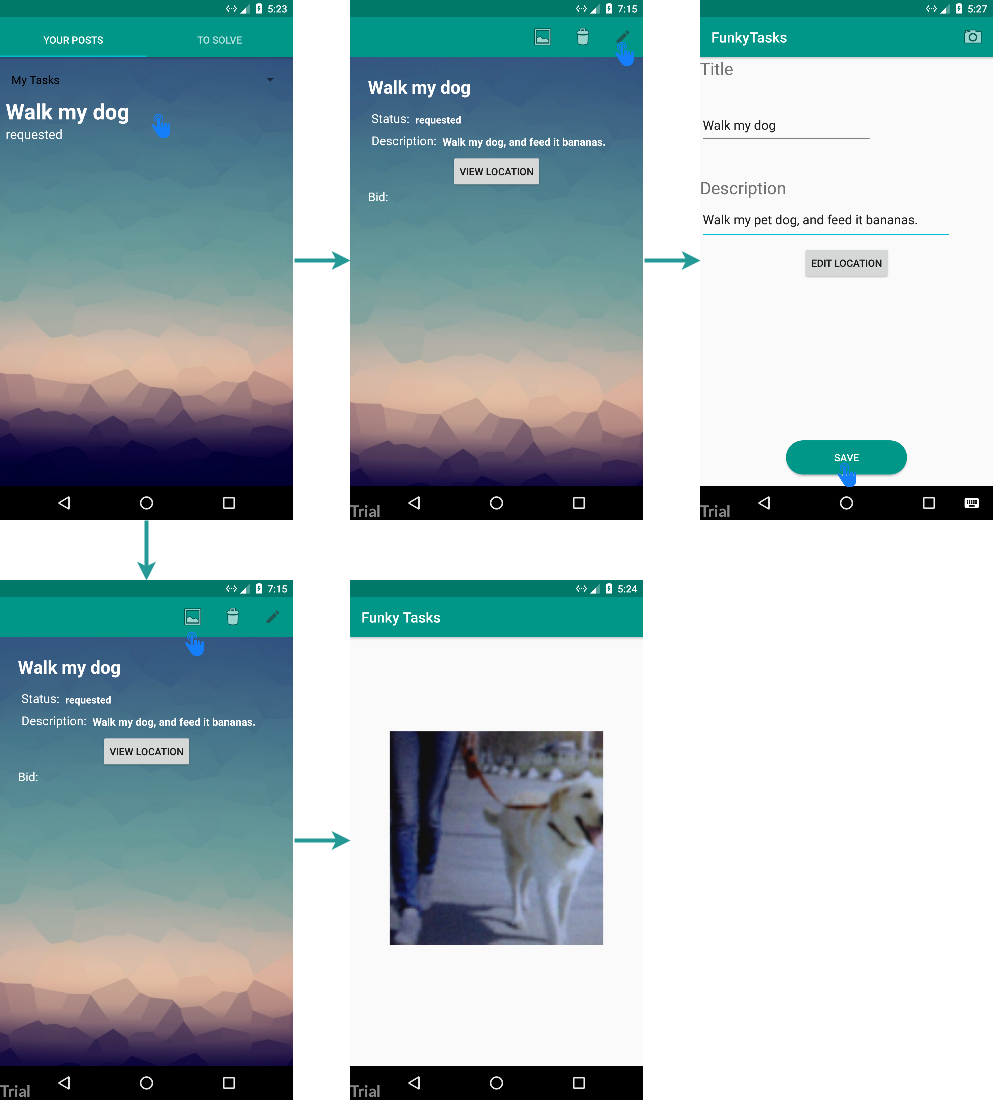 5:23
YOUR POSTS TO SOLVE
My Tasks
Walk my dog
requested
7:15
Walk my dog
Status: requested
Description: Walk my dog, and feed it bananas.
VIEW LOCATION
Bid:
Trial
5:27
FunkyTasks
Title
Walk my dog
Description
Walk my pet dog, and feed it bananas.
EDIT LOCATION
SAVE
Trial
7:15
Walk my dog
Status: requested
Description: Walk my dog, and feed it bananas.
VIEW LOCATION
Bid:
Trial
5:24
Funky Tasks
Trial